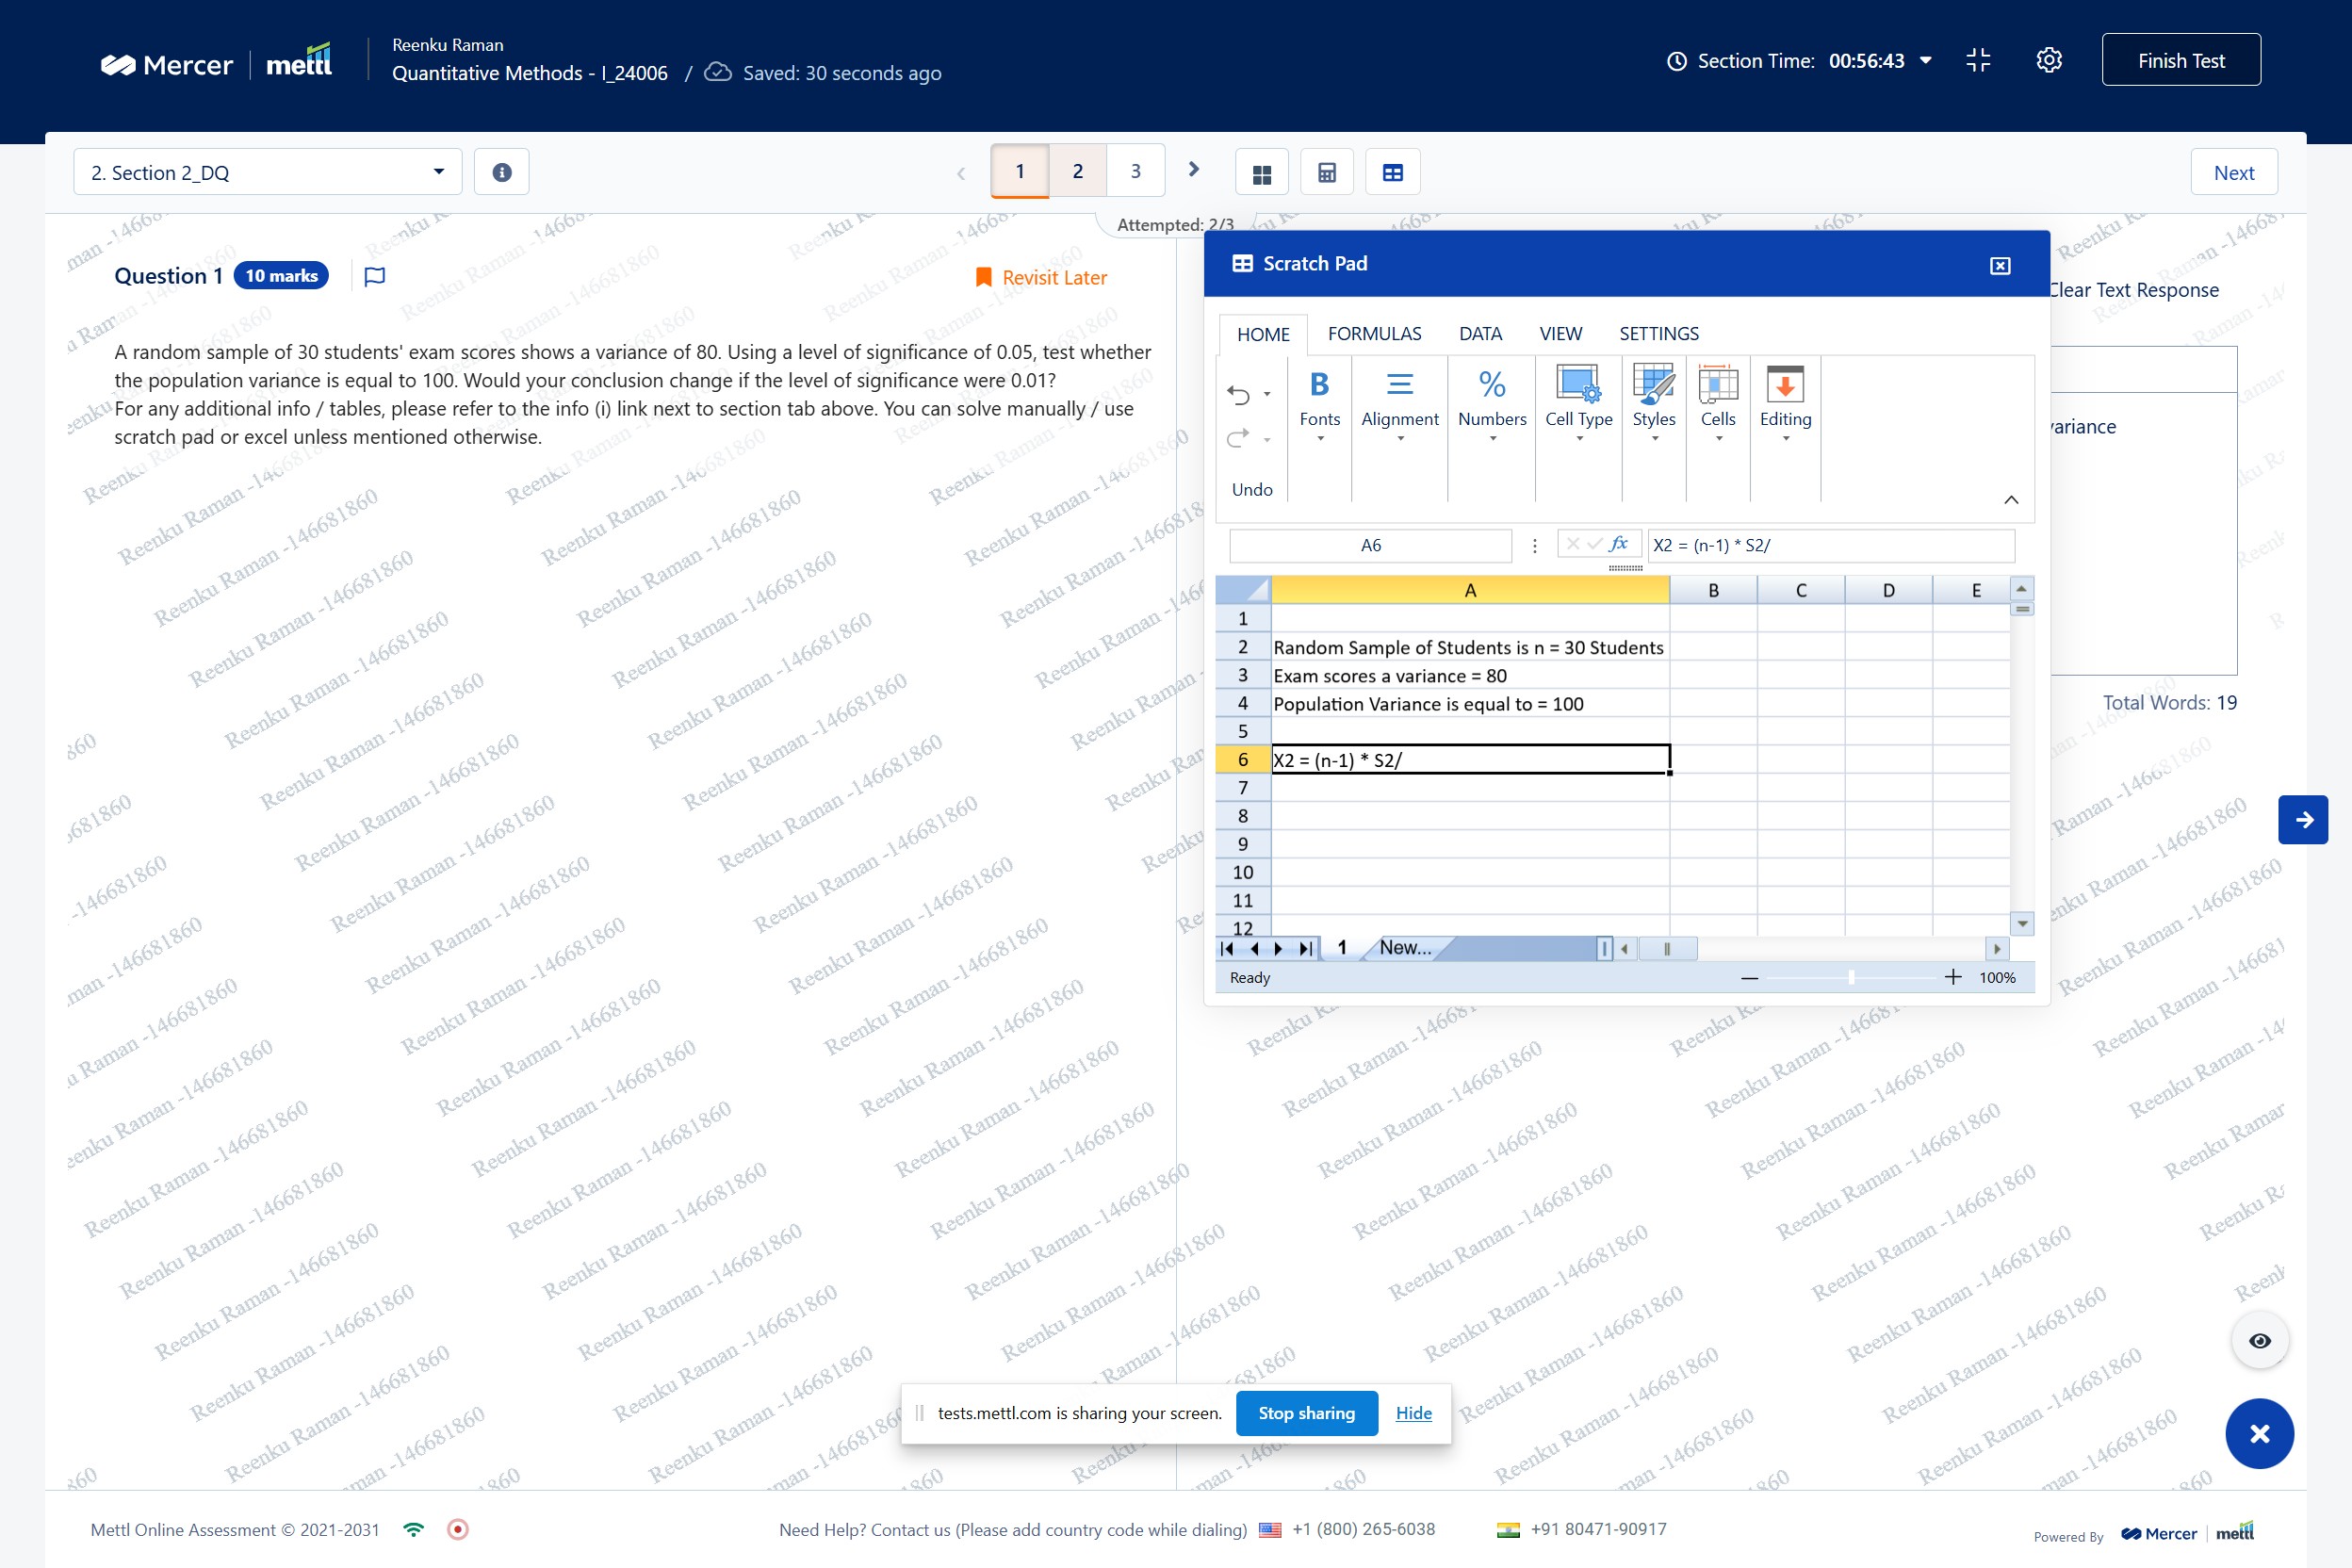 Mercer | mettl
Reenku Raman
Quantitative Methods - I_24006 / Saved: 30 seconds ago
Section Time: 00:56:43
Finish Test
2. Section 2_DQ
1 2 3
Next
Attempted: 2/3
Question 1 10 marks
Revisit Later
A random sample of 30 students' exam scores shows a variance of 80. Using a level of significance of 0.05, test whether
the population variance is equal to 100. Would your conclusion change if the level of significance were 0.01?
For any additional info / tables, please refer to the info (i) link next to section tab above. You can solve manually / use
scratch pad or excel unless mentioned otherwise.
Scratch Pad
Clear Text Response
HOME FORMULAS DATA VIEW SETTINGS
Fonts Alignment Numbers Cell Type Styles Cells Editing
Undo
variance
A6 fx X2 = (n-1) * S2/
A B C D E
1
2 Random Sample of Students is n = 30 Students
3 Exam scores a variance = 80
4 Population Variance is equal to = 100
5
6 X2 = (n-1) * S2/
7
8
9
10
11
12
1 New...
Ready 100%
Total Words: 19
Reenku Raman -146681860
tests.mettl.com is sharing your screen. Stop sharing Hide
Mettl Online Assessment © 2021-2031
Need Help? Contact us (Please add country code while dialing) +1 (800) 265-6038 +91 80471-90917
Powered By Mercer | mettl